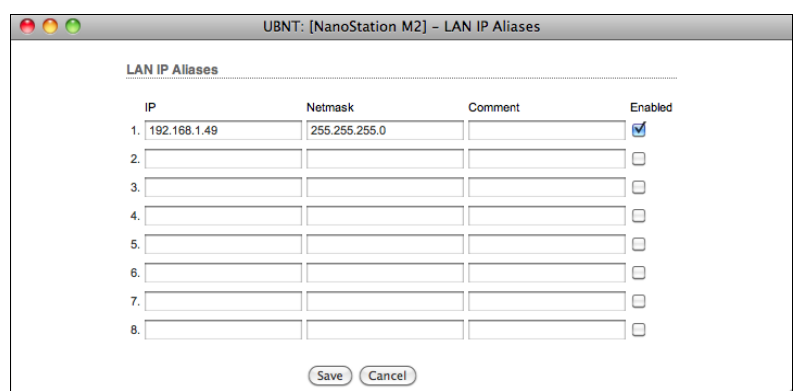 UBNT: [NanoStation M2] – LAN IP Aliases
LAN IP Aliases
IP Netmask Comment Enabled
1. 192.168.1.49 255.255.255.0
2.
3.
4.
5.
6.
7.
8.
Save Cancel